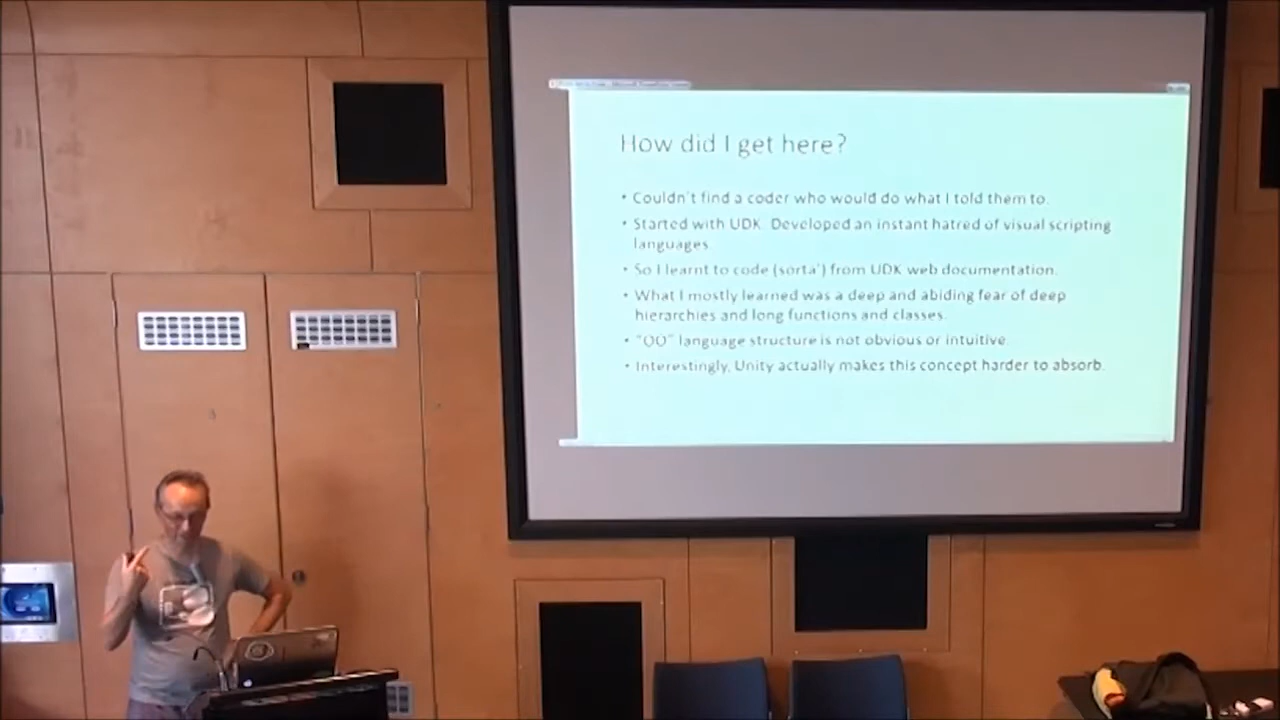 How did I get here?
• Couldn't find a coder who would do what I told them to.
• Started with UDK. Developed an instant hatred of visual scripting
languages.
• So I learnt to code (sorta') from UDK web documentation.
• What I mostly learned was a deep and abiding fear of deep
hierarchies and long functions and classes.
• "OO" language structure is not obvious or intuitive.
• Interestingly, Unity actually makes this concept harder to absorb.